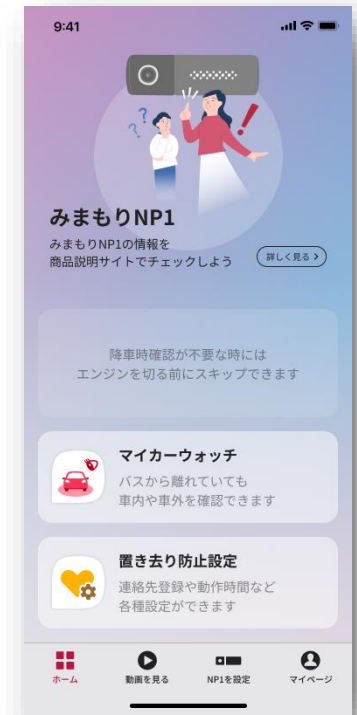 9:41
みまもりNP1
みまもりNP1の情報を
商品説明サイトでチェックしよう
詳しく見る
降車時確認が不要な時には
エンジンを切る前にスキップできます
マイカーウォッチ
バスから離れていても
車内や車外を確認できます
置き去り防止設定
連絡先登録や動作時間など
各種設定ができます
ホーム
動画を見る
NP1を設定
マイページ